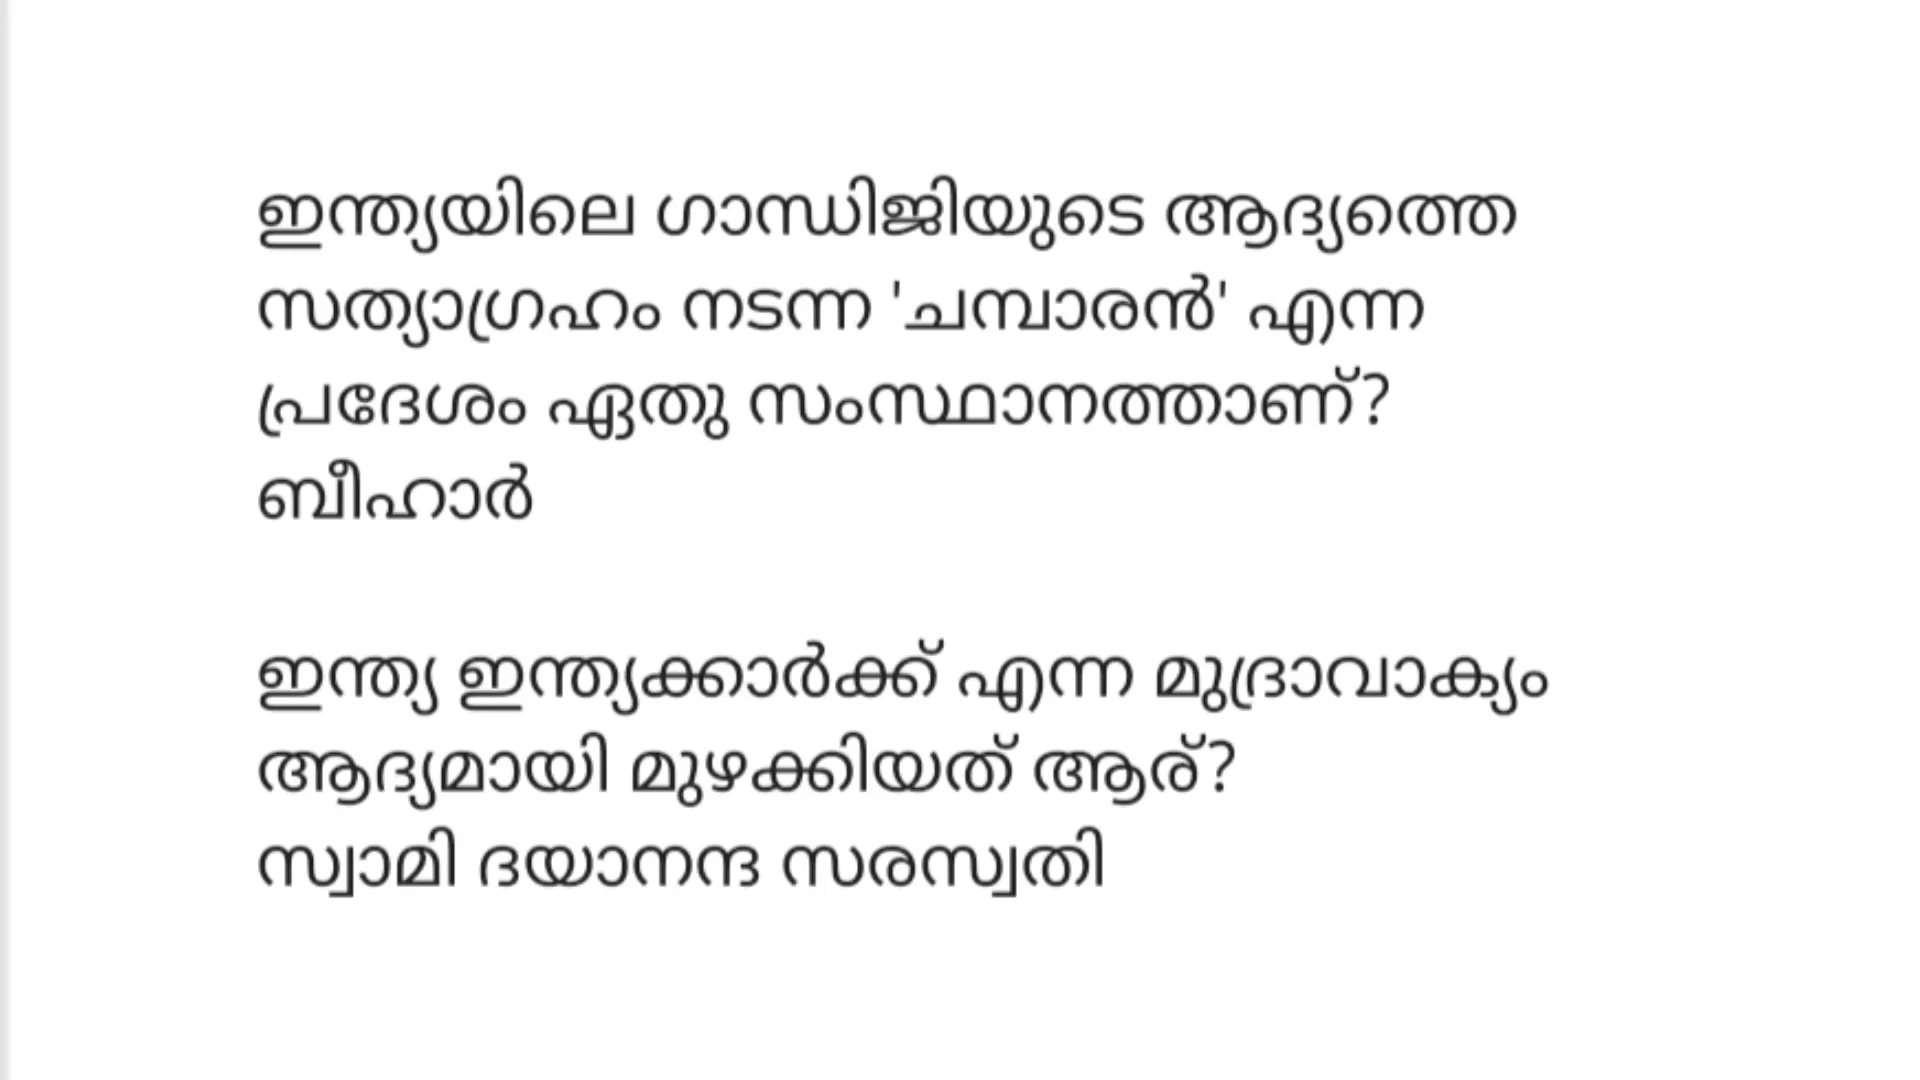 ഇന്ത്യയിലെ ഗാന്ധിജിയുടെ ആദ്യത്തെ
സത്യാഗ്രഹം നടന്ന 'ചമ്പാരൻ' എന്ന
പ്രദേശം ഏതു സംസ്ഥാനത്താണ്?
ബീഹാർ
ഇന്ത്യ ഇന്ത്യക്കാർക്ക് എന്ന മുദ്രാവാക്യം
ആദ്യമായി മുഴക്കിയത് ആര്?
സ്വാമി ദയാനന്ദ സരസ്വതി